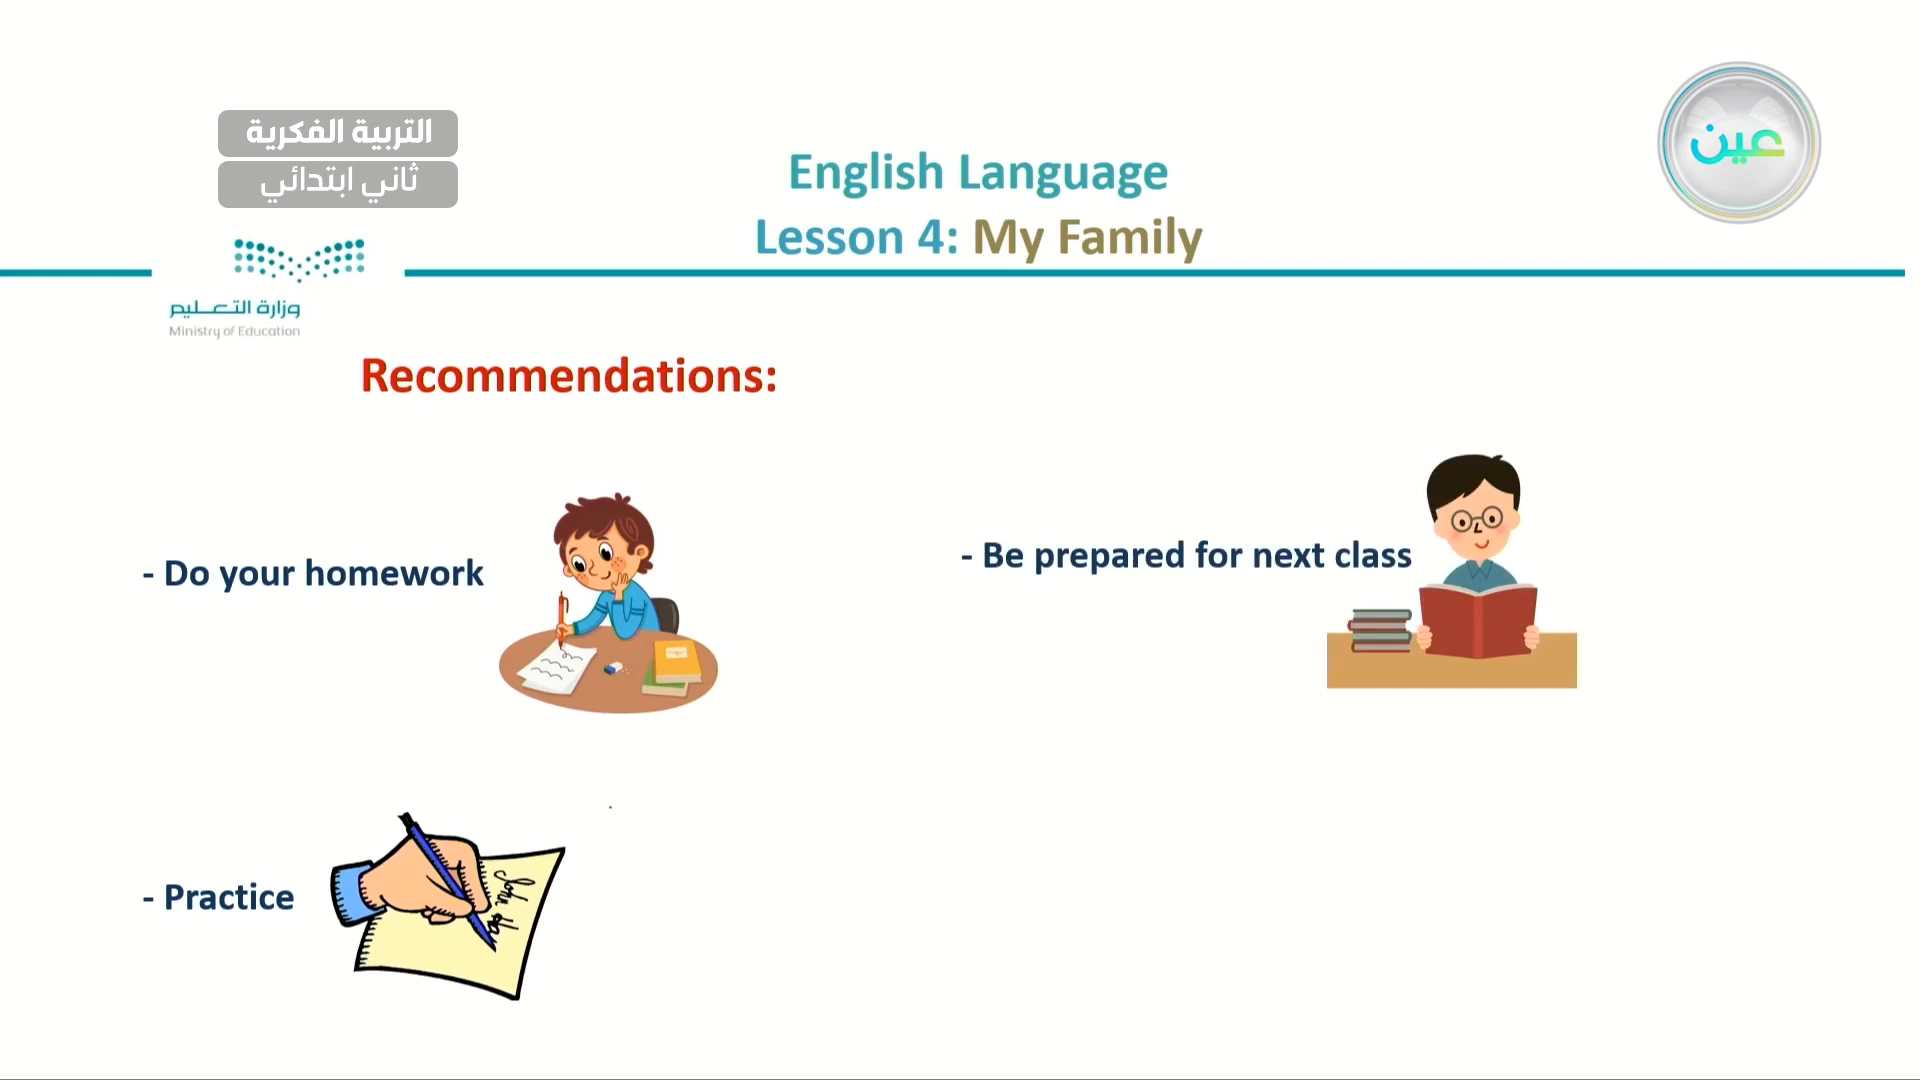 التربية الفكرية
ثاني ابتدائي
عين
English Language
Lesson 4: My Family
وزارة التعليم
Ministry of Education
Recommendations:
- Do your homework
- Be prepared for next class
- Practice